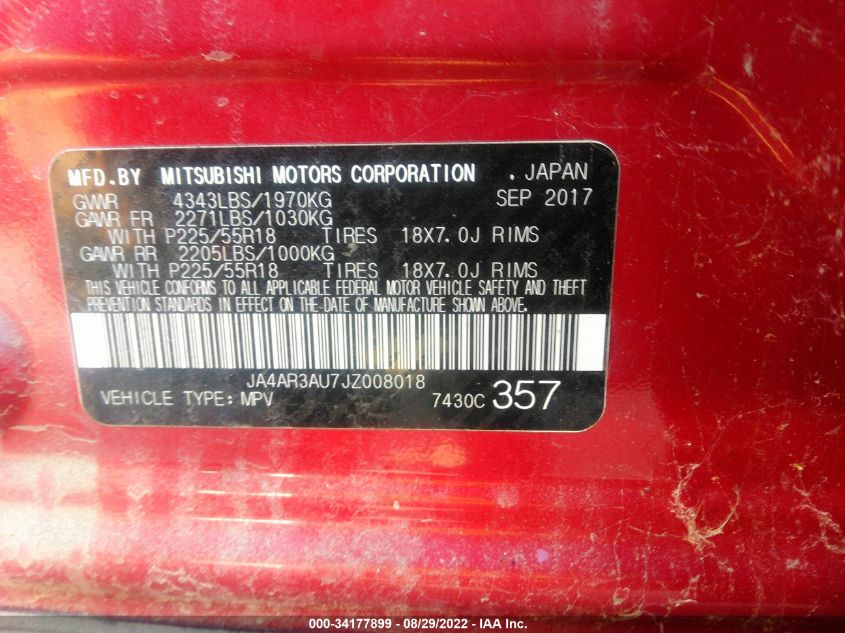 MFD.BY MITSUBISHI MOTORS CORPORATION . JAPAN
GVWR 4343LBS/1970KG SEP 2017
GAWR FR 2271LBS/1030KG
WITH P225/55R18 TIRES 18X7.0J RIMS
GAWR RR 2205LBS/1000KG
WITH P225/55R18 TIRES 18X7.0J RIMS
THIS VEHICLE CONFORMS TO ALL APPLICABLE FEDERAL MOTOR VEHICLE SAFETY AND THEFT
PREVENTION STANDARDS IN EFFECT ON THE-DATE OF MANUFACTURE SHOWN ABOVE.
JA4AR3AU7JZ008018
VEHICLE TYPE: MPV 7430C 357
000-34177899 - 08/29/2022 - IAA Inc.